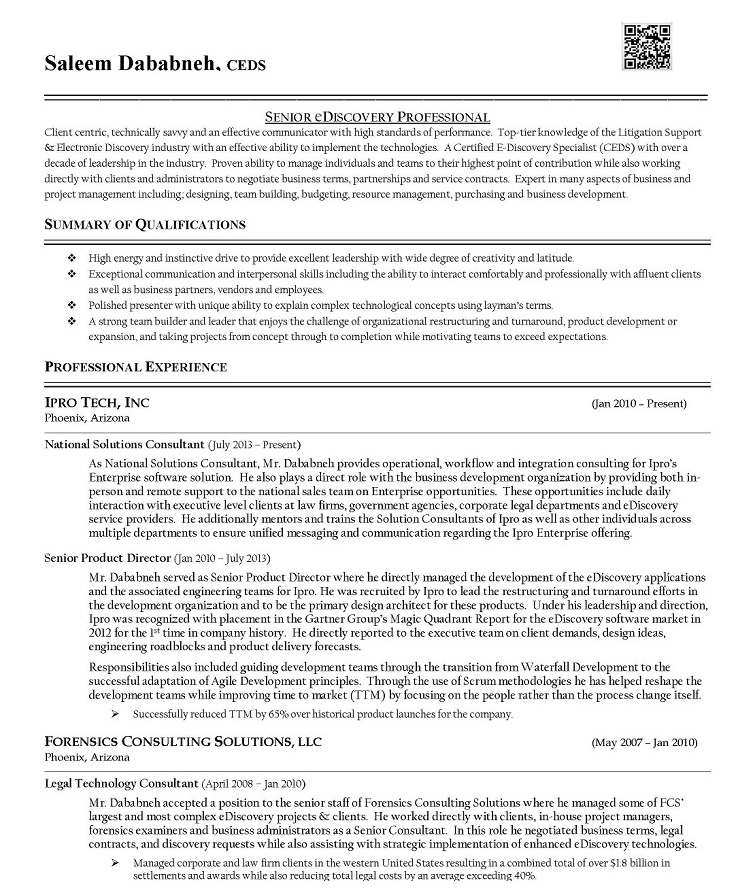 Saleem Dababneh, CEDS
SENIOR eDISCOVERY PROFESSIONAL
Client centric, technically savvy and an effective communicator with high standards of performance. Top-tier knowledge of the Litigation Support
& Electronic Discovery industry with an effective ability to implement the technologies. A Certified E-Discovery Specialist (CEDS) with over a
decade of leadership in the industry. Proven ability to manage individuals and teams to their highest point of contribution while also working
directly with clients and administrators to negotiate business terms, partnerships and service contracts. Expert in many aspects of business and
project management including; designing, team building, budgeting, resource management, purchasing and business development.
SUMMARY OF QUALIFICATIONS
❖ High energy and instinctive drive to provide excellent leadership with wide degree of creativity and latitude.
❖ Exceptional communication and interpersonal skills including the ability to interact comfortably and professionally with affluent clients
as well as business partners, vendors and employees.
❖ Polished presenter with unique ability to explain complex technological concepts using layman's terms.
❖ A strong team builder and leader that enjoys the challenge of organizational restructuring and turnaround, product development or
expansion, and taking projects from concept through to completion while motivating teams to exceed expectations.
PROFESSIONAL EXPERIENCE
IPRO TECH, INC (Jan 2010 – Present)
Phoenix, Arizona
National Solutions Consultant (July 2013 – Present)
As National Solutions Consultant, Mr. Dababneh provides operational, workflow and integration consulting for Ipro's
Enterprise software solution. He also plays a direct role with the business development organization by providing both in-
person and remote support to the national sales team on Enterprise opportunities. These opportunities include daily
interaction with executive level clients at law firms, government agencies, corporate legal departments and eDiscovery
service providers. He additionally mentors and trains the Solution Consultants of Ipro as well as other individuals across
multiple departments to ensure unified messaging and communication regarding the Ipro Enterprise offering.
Senior Product Director (Jan 2010 – July 2013)
Mr. Dababneh served as Senior Product Director where he directly managed the development of the eDiscovery applications
and the associated engineering teams for Ipro. He was recruited by Ipro to lead the restructuring and turnaround efforts in
the development organization and to be the primary design architect for these products. Under his leadership and direction,
Ipro was recognized with placement in the Gartner Group's Magic Quadrant Report for the eDiscovery software market in
2012 for the 1st time in company history. He directly reported to the executive team on client demands, design ideas,
engineering roadblocks and product delivery forecasts.
Responsibilities also included guiding development teams through the transition from Waterfall Development to the
successful adaptation of Agile Development principles. Through the use of Scrum methodologies he has helped reshape the
development teams while improving time to market (TTM) by focusing on the people rather than the process change itself.
➢ Successfully reduced TTM by 65% over historical product launches for the company.
FORENSICS CONSULTING SOLUTIONS, LLC (May 2007 – Jan 2010)
Phoenix, Arizona
Legal Technology Consultant (April 2008 – Jan 2010)
Mr. Dababneh accepted a position to the senior staff of Forensics Consulting Solutions where he managed some of FCS'
largest and most complex eDiscovery projects & clients. He worked directly with clients, in-house project managers,
forensics examiners and business administrators as a Senior Consultant. In this role he negotiated business terms, legal
contracts, and discovery requests while also assisting with strategic implementation of enhanced eDiscovery technologies.
➢ Managed corporate and law firm clients in the western United States resulting in a combined total of over $1.8 billion in
settlements and awards while also reducing total legal costs by an average exceeding 40%.